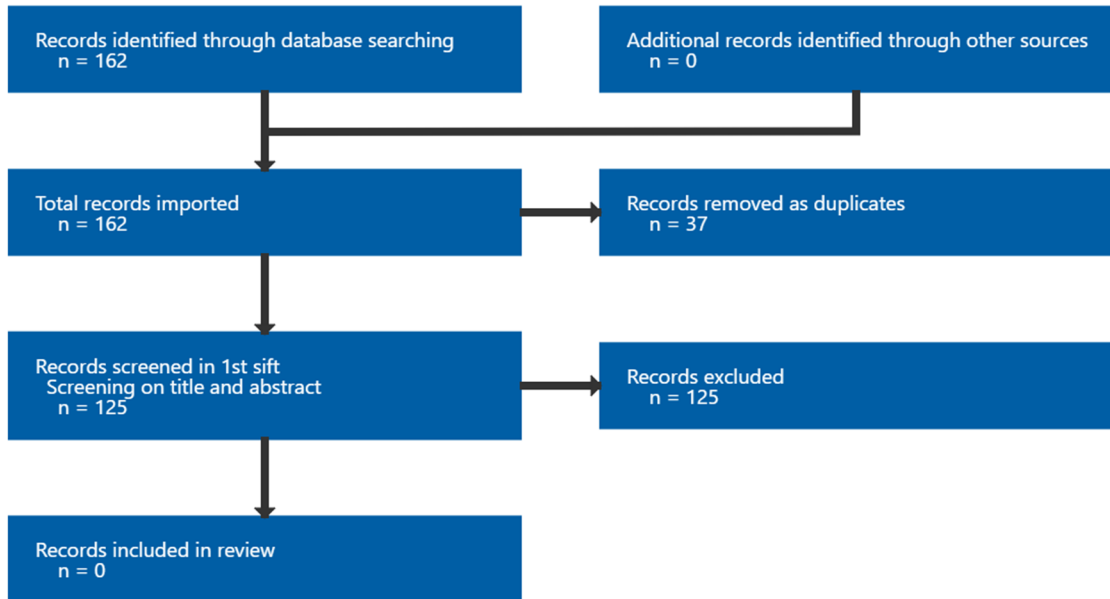 Records identified through database searching
n = 162
Additional records identified through other sources
n = 0
Total records imported
n = 162
Records removed as duplicates
n = 37
Records screened in 1st sift
Screening on title and abstract
n = 125
Records excluded
n = 125
Records included in review
n = 0